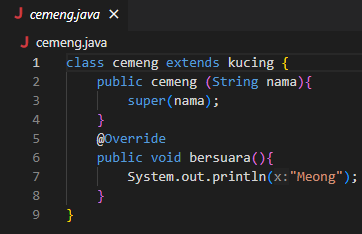 J cemeng.java ×
J cemeng.java
1 class cemeng extends kucing {
2     public cemeng (String nama){
3         super(nama);
4     }
5     @Override
6     public void bersuara(){
7         System.out.println(x:"Meong");
8     }
9 }